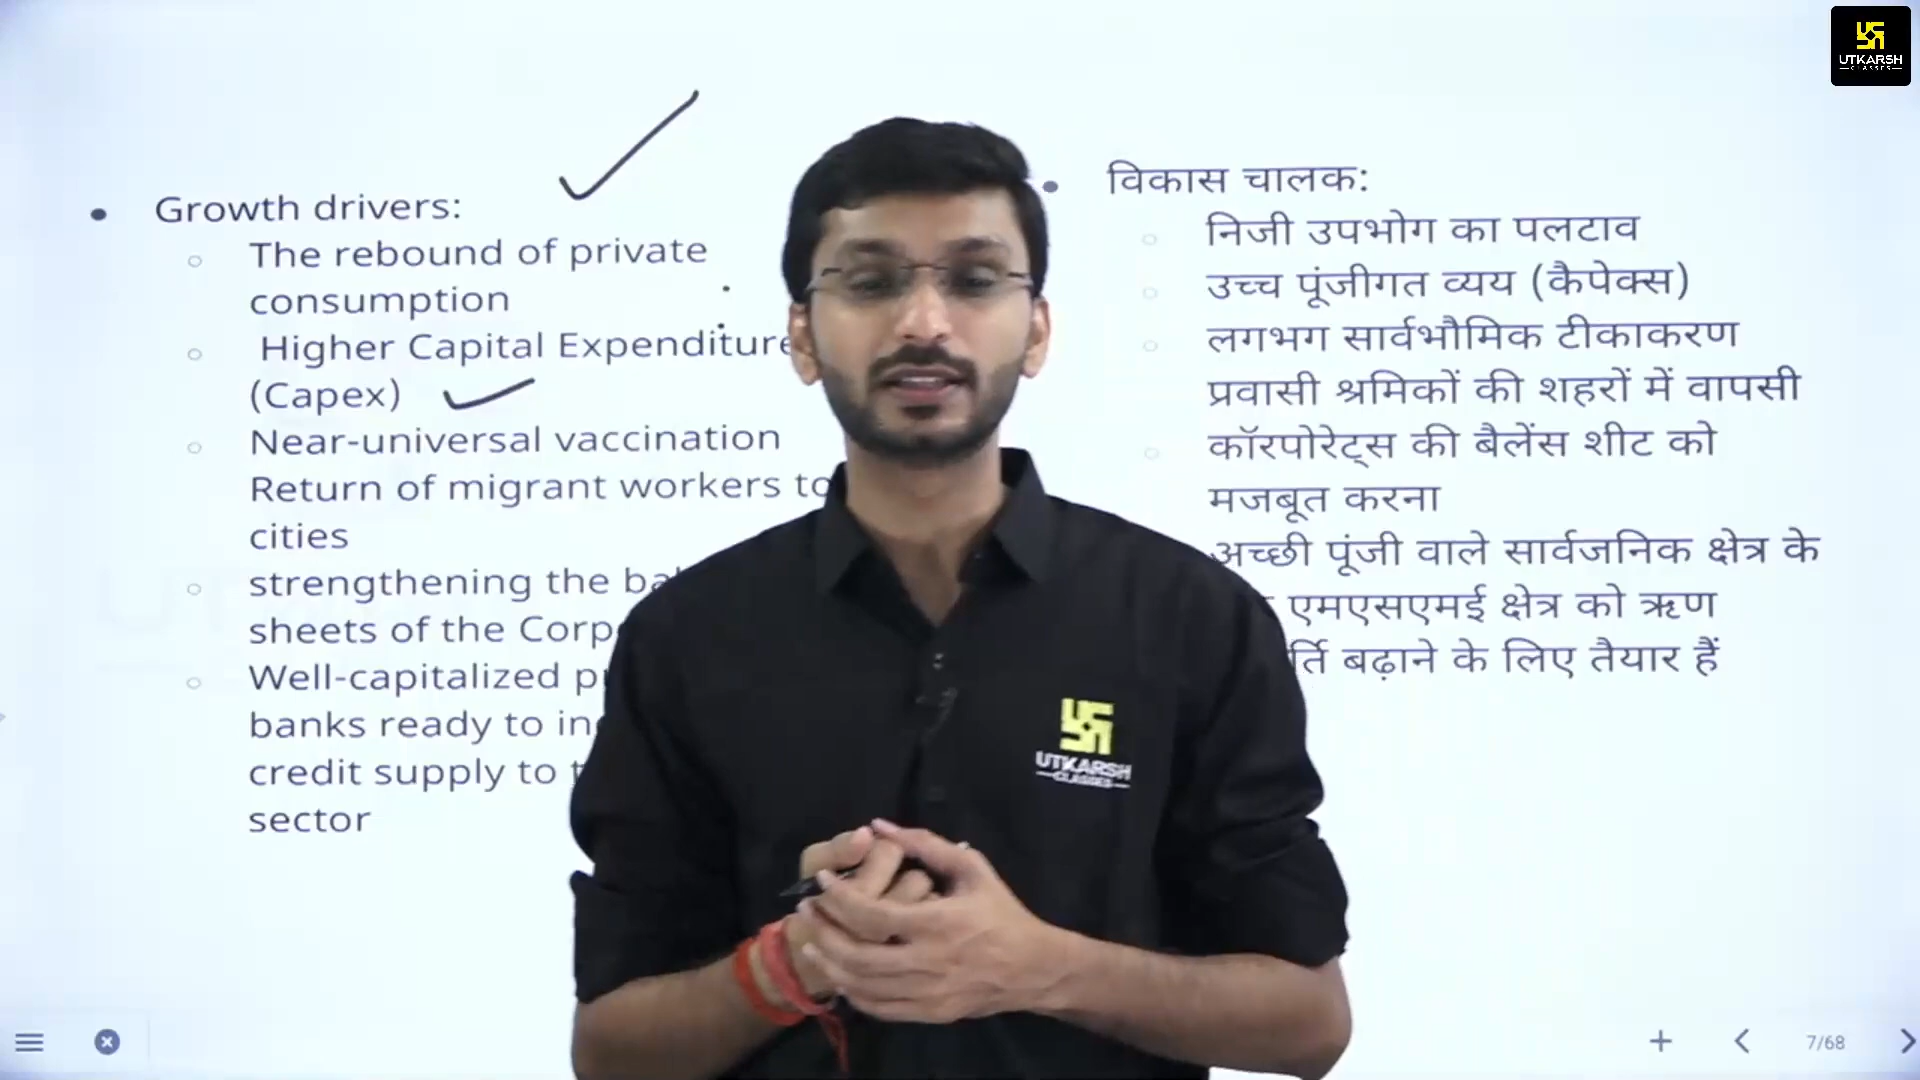 UTKARSH
CLASSES
Growth drivers:
The rebound of private
consumption
Higher Capital Expenditure
(Capex)
Near-universal vaccination
Return of migrant workers to
cities
strengthening the
sheets of the
Well-capitalized
banks ready to
credit supply to
sector
विकास चालक:
निजी उपभोग का पलटाव
उच्च पूंजीगत व्यय (कैपेक्स)
लगभग सार्वभौमिक टीकाकरण
प्रवासी श्रमिकों की शहरों में वापसी
कॉरपोरेट्स की बैलेंस शीट को
मजबूत करना
अच्छी पूंजी वाले सार्वजनिक क्षेत्र के
एमएसएमई क्षेत्र को ऋण
बढ़ाने के लिए तैयार हैं
UTKARSH
CLASSES
7/68